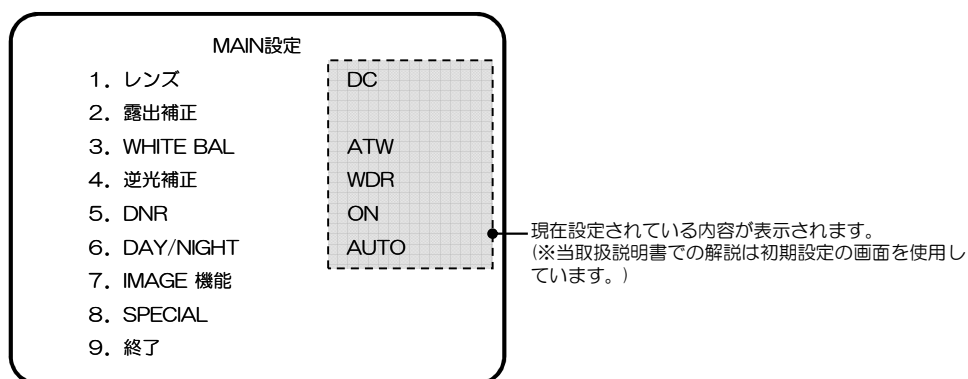 MAIN設定
1. レンズ DC
2. 露出補正
3. WHITE BAL ATW
4. 逆光補正 WDR
5. DNR ON
6. DAY/NIGHT AUTO
7. IMAGE 機能
8. SPECIAL
9. 終了
現在設定されている内容が表示されます。
(※当取扱説明書での解説は初期設定の画面を使用し
ています。)